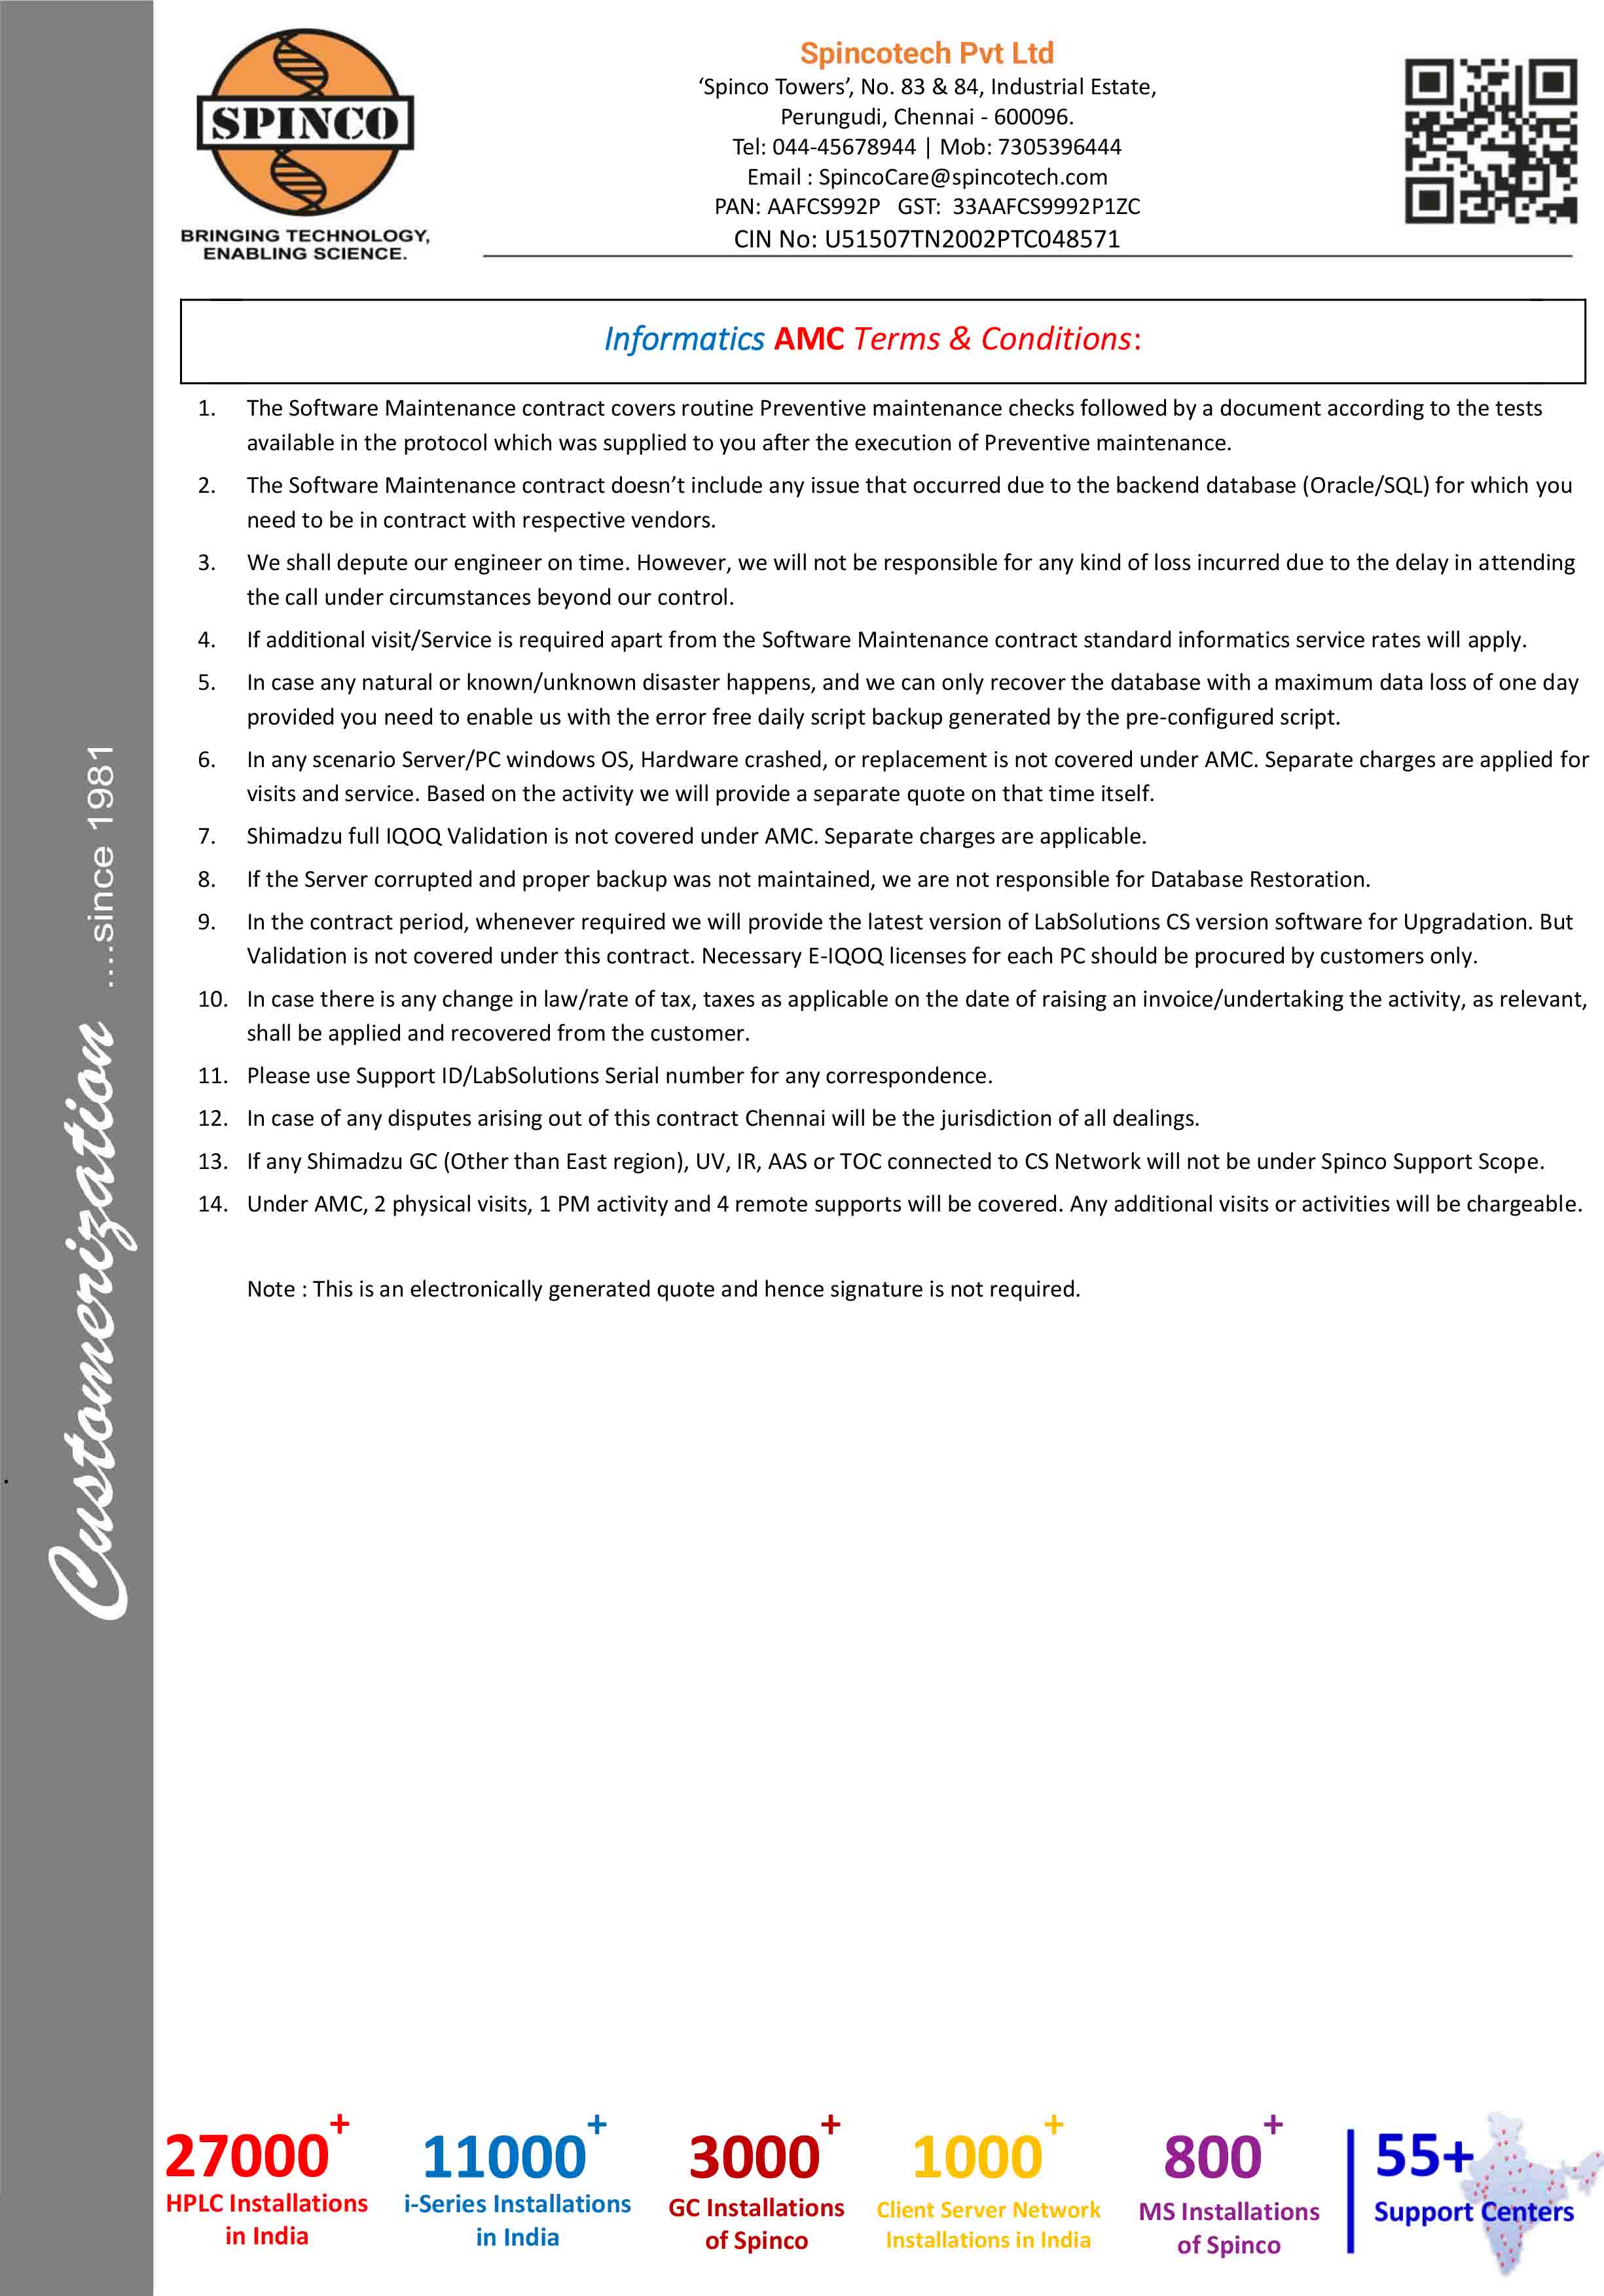 SPINCO
BRINGING TECHNOLOGY,
ENABLING SCIENCE.
Spincotech Pvt Ltd
‘Spinco Towers’, No. 83 & 84, Industrial Estate,
Perungudi, Chennai - 600096.
Tel: 044-45678944 | Mob: 7305396444
Email : SpincoCare@spincotech.com
PAN: AAFCS992P GST: 33AAFCS9992P1ZC
CIN No: U51507TN2002PTC048571
Informatics AMC Terms & Conditions:
1. The Software Maintenance contract covers routine Preventive maintenance checks followed by a document according to the tests
available in the protocol which was supplied to you after the execution of Preventive maintenance.
2. The Software Maintenance contract doesn’t include any issue that occurred due to the backend database (Oracle/SQL) for which you
need to be in contract with respective vendors.
3. We shall depute our engineer on time. However, we will not be responsible for any kind of loss incurred due to the delay in attending
the call under circumstances beyond our control.
4. If additional visit/Service is required apart from the Software Maintenance contract standard informatics service rates will apply.
5. In case any natural or known/unknown disaster happens, and we can only recover the database with a maximum data loss of one day
provided you need to enable us with the error free daily script backup generated by the pre-configured script.
6. In any scenario Server/PC windows OS, Hardware crashed, or replacement is not covered under AMC. Separate charges are applied for
visits and service. Based on the activity we will provide a separate quote on that time itself.
7. Shimadzu full IQOQ Validation is not covered under AMC. Separate charges are applicable.
8. If the Server corrupted and proper backup was not maintained, we are not responsible for Database Restoration.
9. In the contract period, whenever required we will provide the latest version of LabSolutions CS version software for Upgradation. But
Validation is not covered under this contract. Necessary E-IQOQ licenses for each PC should be procured by customers only.
10. In case there is any change in law/rate of tax, taxes as applicable on the date of raising an invoice/undertaking the activity, as relevant,
shall be applied and recovered from the customer.
11. Please use Support ID/LabSolutions Serial number for any correspondence.
12. In case of any disputes arising out of this contract Chennai will be the jurisdiction of all dealings.
13. If any Shimadzu GC (Other than East region), UV, IR, AAS or TOC connected to CS Network will not be under Spinco Support Scope.
14. Under AMC, 2 physical visits, 1 PM activity and 4 remote supports will be covered. Any additional visits or activities will be chargeable.
Note : This is an electronically generated quote and hence signature is not required.
Customerization ....since 1981
27000+
HPLC Installations
in India
11000+
i-Series Installations
in India
3000+
GC Installations
of Spinco
1000+
Client Server Network
Installations in India
800+
MS Installations
of Spinco
55+
Support Centers